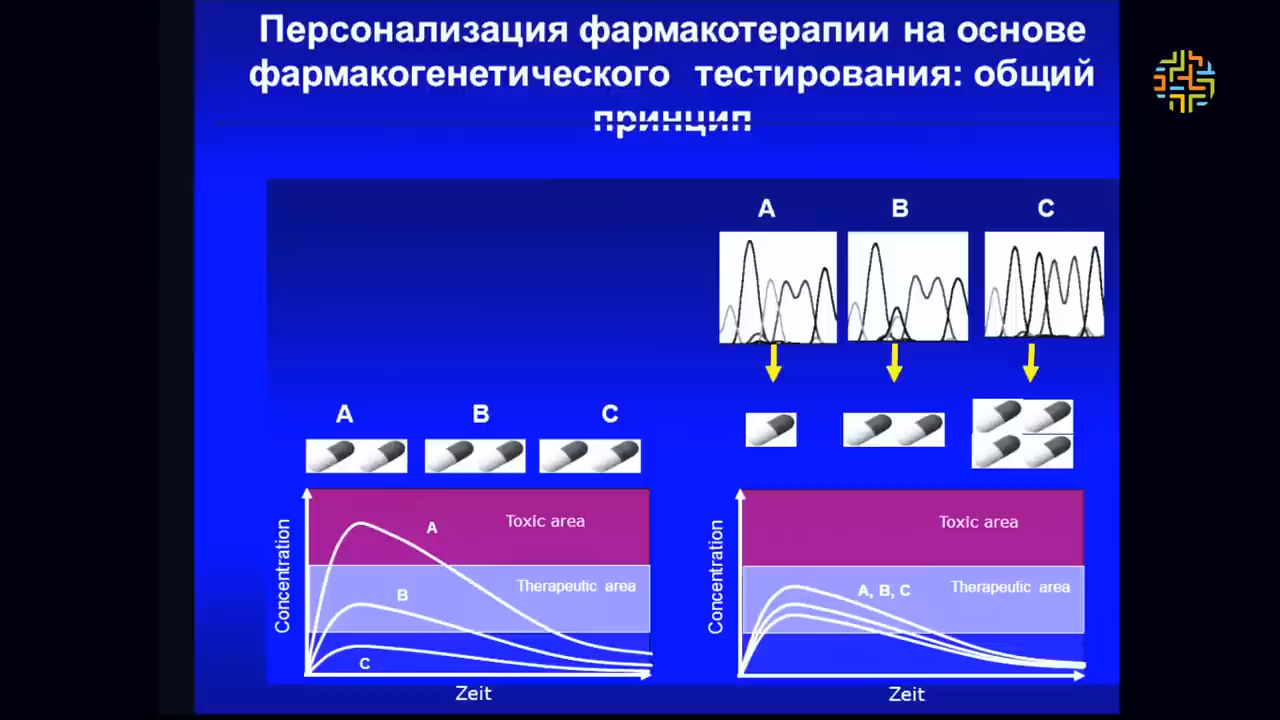 Персонализация фармакотерапии на основе
фармакогенетического тестирования: общий
принцип
A B C
A B C
Concentration
Toxic area
A
Therapeutic area
B
C
Zeit
Concentration
Toxic area
Therapeutic area
A, B, C
Zeit